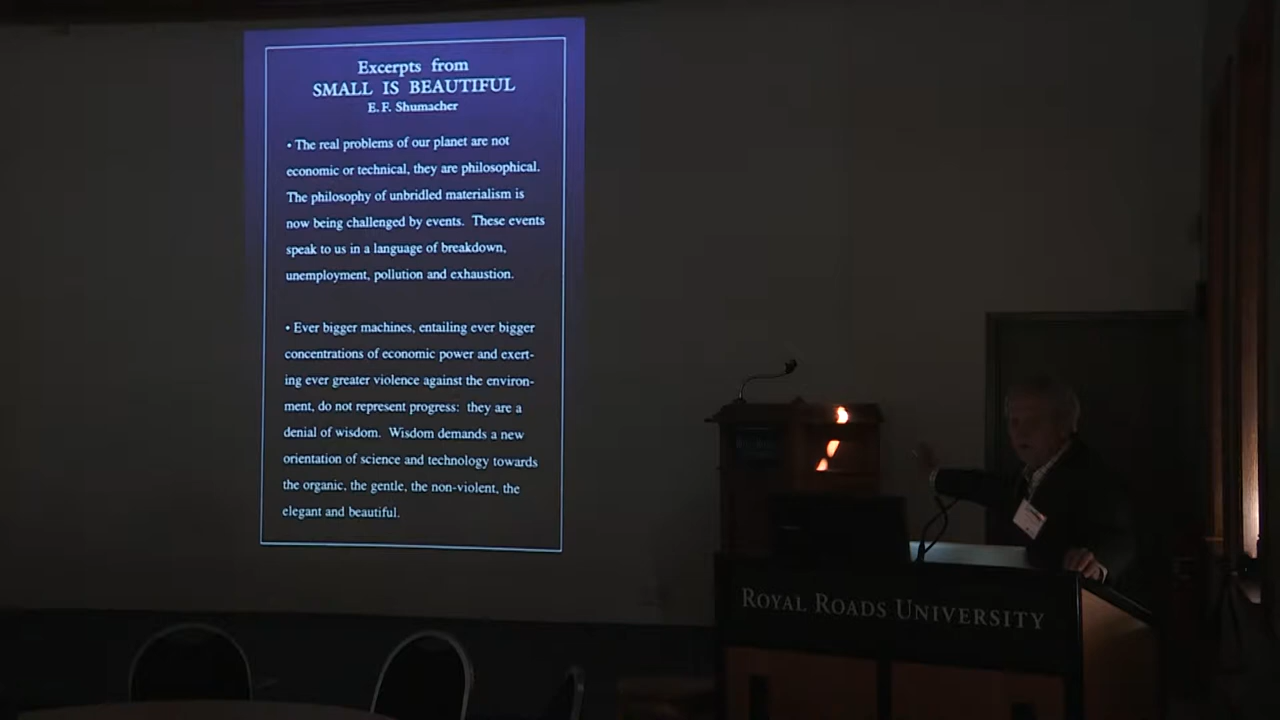 Excerpts from
SMALL IS BEAUTIFUL
E. F. Shumacher
• The real problems of our planet are not
economic or technical, they are philosophical.
The philosophy of unbridled materialism is
now being challenged by events. These events
speak to us in a language of breakdown,
unemployment, pollution and exhaustion.
• Ever bigger machines, entailing ever bigger
concentrations of economic power and exert-
ing ever greater violence against the environ-
ment, do not represent progress: they are a
denial of wisdom. Wisdom demands a new
orientation of science and technology towards
the organic, the gentle, the non-violent, the
elegant and beautiful.
ROYAL ROADS UNIVERSITY